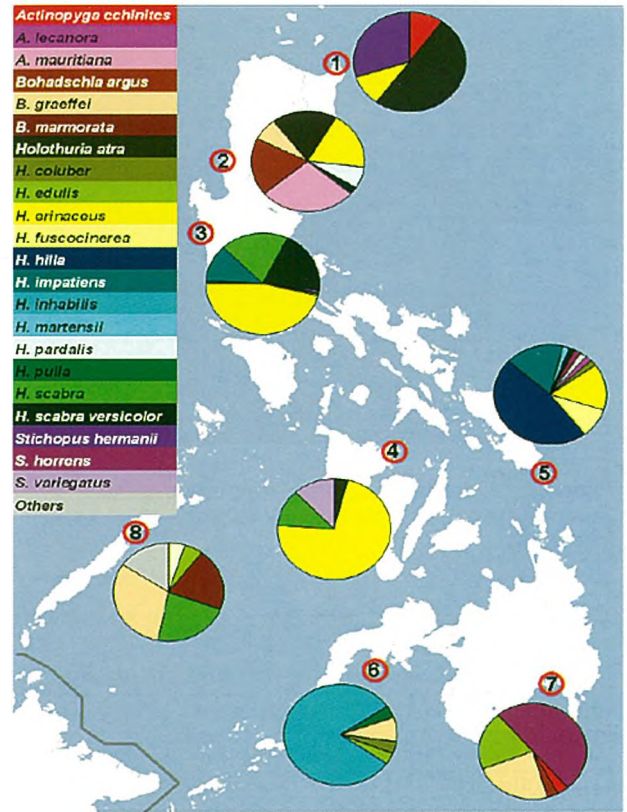 Actinopyga echinites
A. lecanora
A. mauritiana
Bohadschia argus
B. graeffei
B. marmorata
Holothuria atra
H. coluber
H. edulis
H. erinaceus
H. fuscocinerea
H. hilla
H. impatiens
H. inhabilis
H. martensii
H. pardalis
H. pulla
H. scabra
H. scabra versicolor
Stichopus hermanii
S. horrens
S. variegatus
Others
1
2
3
4
5
8
6
7